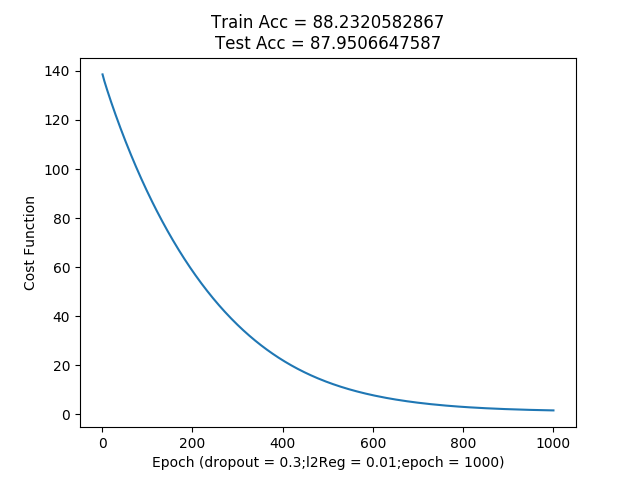 Train Acc = 88.2320582867
Test Acc = 87.9506647587
140
120
100
80
60
40
20
0
Cost Function
0 200 400 600 800 1000
Epoch (dropout = 0.3;l2Reg = 0.01;epoch = 1000)